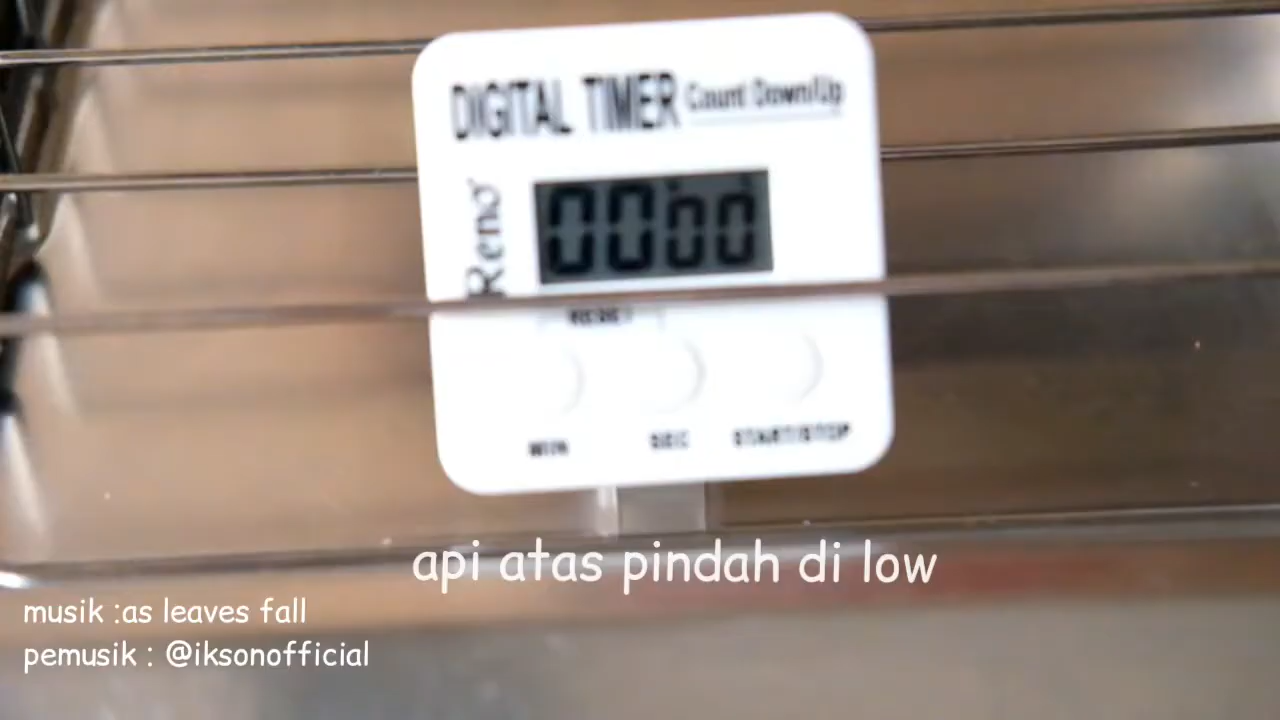 DIGITAL TIMER Count Down/Up
Reno
00 00
RESET
MIN SEC START/STOP
api atas pindah di low
musik :as leaves fall
pemusik : @iksonofficial